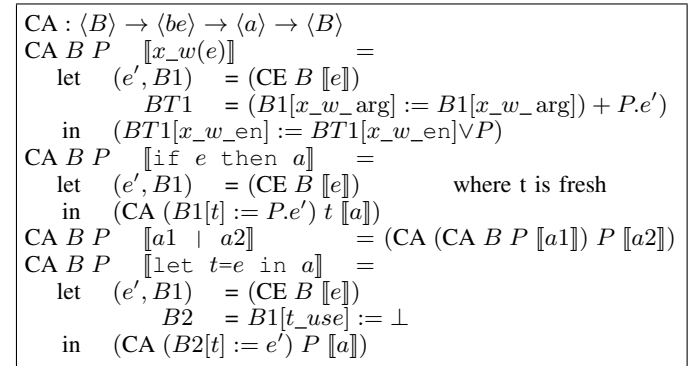 CA : ⟨B⟩ → ⟨be⟩ → ⟨a⟩ → ⟨B⟩
CA B P ⟦x_w(e)⟧ =
let (e′, B1) = (CE B ⟦e⟧)
BT1 = (B1[x_w_arg] := B1[x_w_arg]) + P.e′)
in (BT1[x_w_en] := BT1[x_w_en]∨P)
CA B P ⟦if e then a⟧ =
let (e′, B1) = (CE B ⟦e⟧) where t is fresh
in (CA (B1[t] := P.e′) t ⟦a⟧)
CA B P ⟦a1 | a2⟧ = (CA (CA B P ⟦a1⟧) P ⟦a2⟧)
CA B P ⟦let t=e in a⟧ =
let (e′, B1) = (CE B ⟦e⟧)
B2 = B1[t_use] := ⊥
in (CA (B2[t] := e′) P ⟦a⟧)